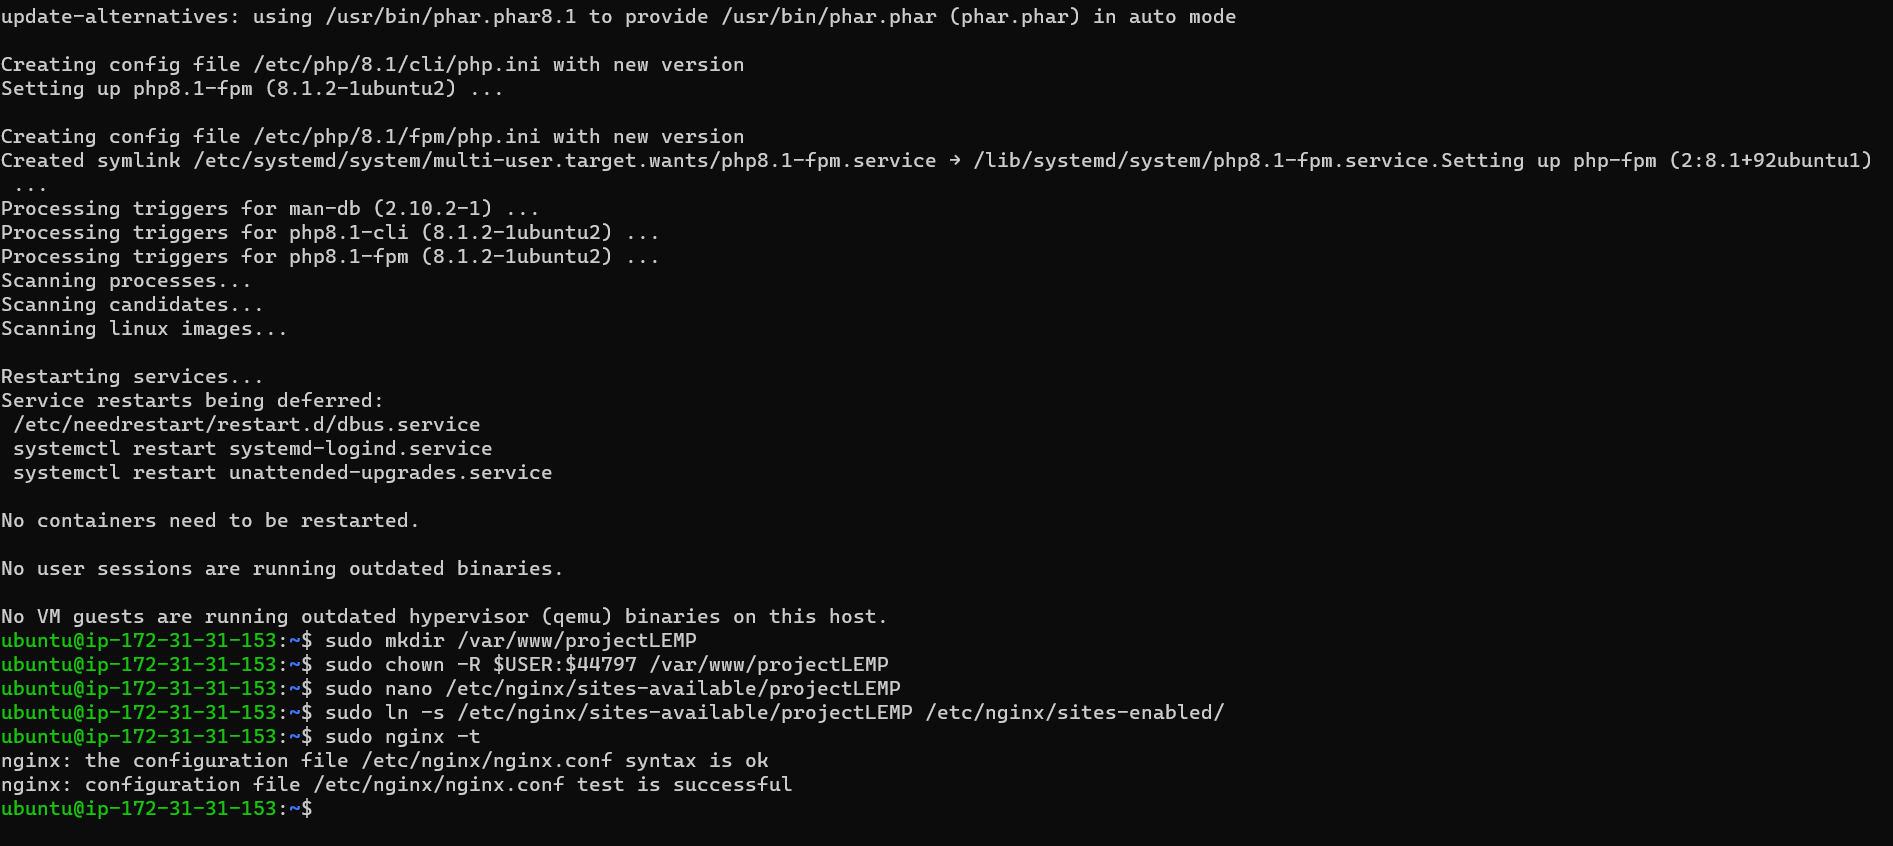 update-alternatives: using /usr/bin/phar.phar8.1 to provide /usr/bin/phar.phar (phar.phar) in auto mode
Creating config file /etc/php/8.1/cli/php.ini with new version
Setting up php8.1-fpm (8.1.2-1ubuntu2) ...
Creating config file /etc/php/8.1/fpm/php.ini with new version
Created symlink /etc/systemd/system/multi-user.target.wants/php8.1-fpm.service → /lib/systemd/system/php8.1-fpm.service.Setting up php-fpm (2:8.1+92ubuntu1)
 ...
Processing triggers for man-db (2.10.2-1) ...
Processing triggers for php8.1-cli (8.1.2-1ubuntu2) ...
Processing triggers for php8.1-fpm (8.1.2-1ubuntu2) ...
Scanning processes...
Scanning candidates...
Scanning linux images...
Restarting services...
Service restarts being deferred:
 /etc/needrestart/restart.d/dbus.service
 systemctl restart systemd-logind.service
 systemctl restart unattended-upgrades.service
No containers need to be restarted.
No user sessions are running outdated binaries.
No VM guests are running outdated hypervisor (qemu) binaries on this host.
ubuntu@ip-172-31-31-153:~$ sudo mkdir /var/www/projectLEMP
ubuntu@ip-172-31-31-153:~$ sudo chown -R $USER:$44797 /var/www/projectLEMP
ubuntu@ip-172-31-31-153:~$ sudo nano /etc/nginx/sites-available/projectLEMP
ubuntu@ip-172-31-31-153:~$ sudo ln -s /etc/nginx/sites-available/projectLEMP /etc/nginx/sites-enabled/
ubuntu@ip-172-31-31-153:~$ sudo nginx -t
nginx: the configuration file /etc/nginx/nginx.conf syntax is ok
nginx: configuration file /etc/nginx/nginx.conf test is successful
ubuntu@ip-172-31-31-153:~$